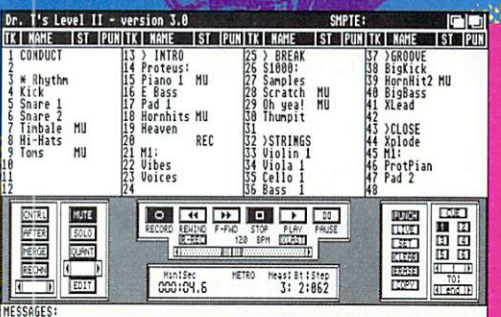 Dr. T's Level II - version 3.0 SMPTE:
TK NAME ST PUN TK NAME ST PUN TK NAME ST PUN TK NAME ST PUN
1 CONDUCT
2
3 * Rhythm
4 Kick
5 Snare 1
6 Snare 2
7 Timbale MU
8 Hi-Hats
9 Toms MU
10
11
12
13 > INTRO
14 Proteus:
15 Piano 1 MU
16 E Bass
17 Pad 1
18 Hornhits MU
19 Heaven
20 REC
21 M1:
22 Vibes
23 Voices
24
25 > BREAK
26 S1000:
27 Samples
28 Scratch MU
29 Oh yea! MU
30 Thumpit
31
32 >STRINGS
33 Violin 1
34 Viola 1
35 Cello 1
36 Bass 1
37 >GROOVE
38 BigKick
39 HornHit2 MU
40 BigBass
41 XLead
42
43 >CLOSE
44 Xplode
45 M1:
46 ProtPian
47 Pad 2
48
CNTRL MUTE
AFTER SOLO
MERGE QUANT
RECHN
EDIT
RECORD REWIND F-FWD STOP PLAY PAUSE
120 BPM
Min:Sec METRO Meas: Bt:Step
000:04.6 3: 2:062
PUNCH CUE
LIVE
SET
CLEAR
ERASE 1
COPY TO:
end
MESSAGES: